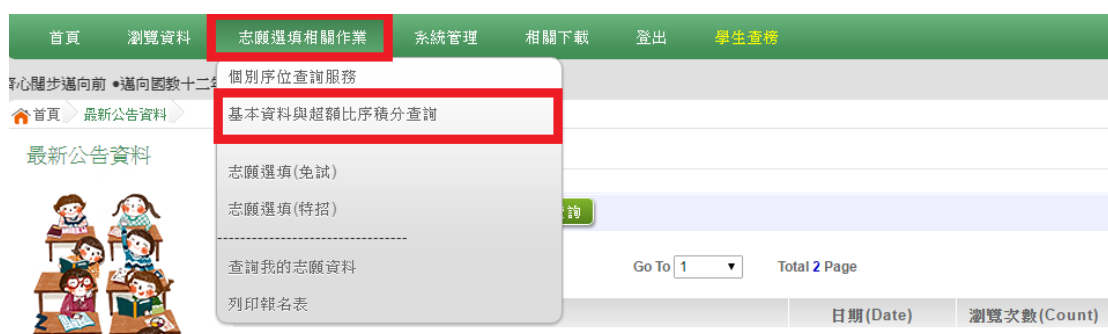 首頁 瀏覽資料 志願選填相關作業 系統管理 相關下載 登出 學生查榜
心闊步邁向前 •邁向國教十二
個別序位查詢服務
首頁 最新公告資料
基本資料與超額比序積分查詢
最新公告資料
志願選填(免試)
志願選填(特招)
詢
--------------------------------
查詢我的志願資料
Go To 1 Total 2 Page
列印報名表
日期(Date) 瀏覽次數(Count)